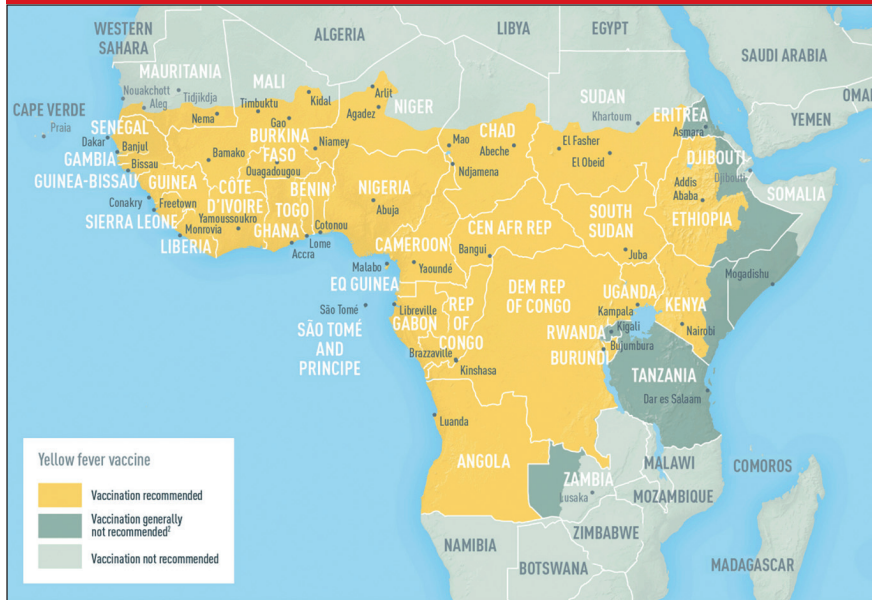 WESTERN
SAHARA
ALGERIA
LIBYA
EGYPT
SAUDI ARABIA
MAURITANIA
Nouakchott
Tidjikdja
Aleg
MALI
Arlit
Kidal
Timbuktu
Agadez
NIGER
SUDAN
Khartoum
ERITREA
Asmara
OMAN
YEMEN
CAPE VERDE
Praia
Nema
Gao
SENEGAL
Dakar
Banjul
GAMBIA
Bissau
GUINEA-BISSAU
Bamako
BURKINA
FASO
Niamey
Ouagadougou
CHAD
Mao
Abeche
Ndjamena
El Fasher
El Obeid
DJIBOUTI
Djibouti
GUINEA
CÔTE
D'IVOIRE
BENIN
NIGERIA
Abuja
Addis
Ababa
ETHIOPIA
SOMALIA
Conakry
Freetown
SIERRA LEONE
Yamoussoukro
Monrovia
LIBERIA
TOGO
GHANA
Cotonou
Lome
Accra
CEN AFR REP
SOUTH
SUDAN
Juba
CAMEROON
Bangui
Malabo
Yaoundé
EQ GUINEA
Mogadishu
DEM REP
OF CONGO
UGANDA
Kampala
KENYA
Nairobi
São Tomé
SÃO TOMÉ
AND
PRINCIPE
Libreville
GABON
REP
OF
CONGO
Brazzaville
Kinshasa
RWANDA
Kigali
Bujumbura
BURUNDI
TANZANIA
Dar es Salaam
Luanda
ANGOLA
ZAMBIA
Lusaka
MALAWI
COMOROS
MOZAMBIQUE
ZIMBABWE
NAMIBIA
BOTSWANA
MADAGASCAR
Yellow fever vaccine
Vaccination recommended
Vaccination generally
not recommended²
Vaccination not recommended